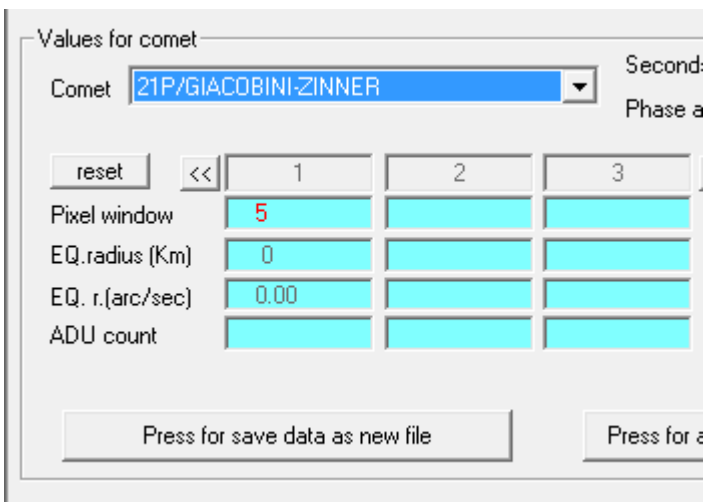 Values for comet
Comet 21P/GIACOBINI-ZINNER
Phase
reset << 1 2 3
Pixel window 5
EQ.radius (Km) 0
EQ. r.(arc/sec) 0.00
ADU count
Press for save data as new file Press for